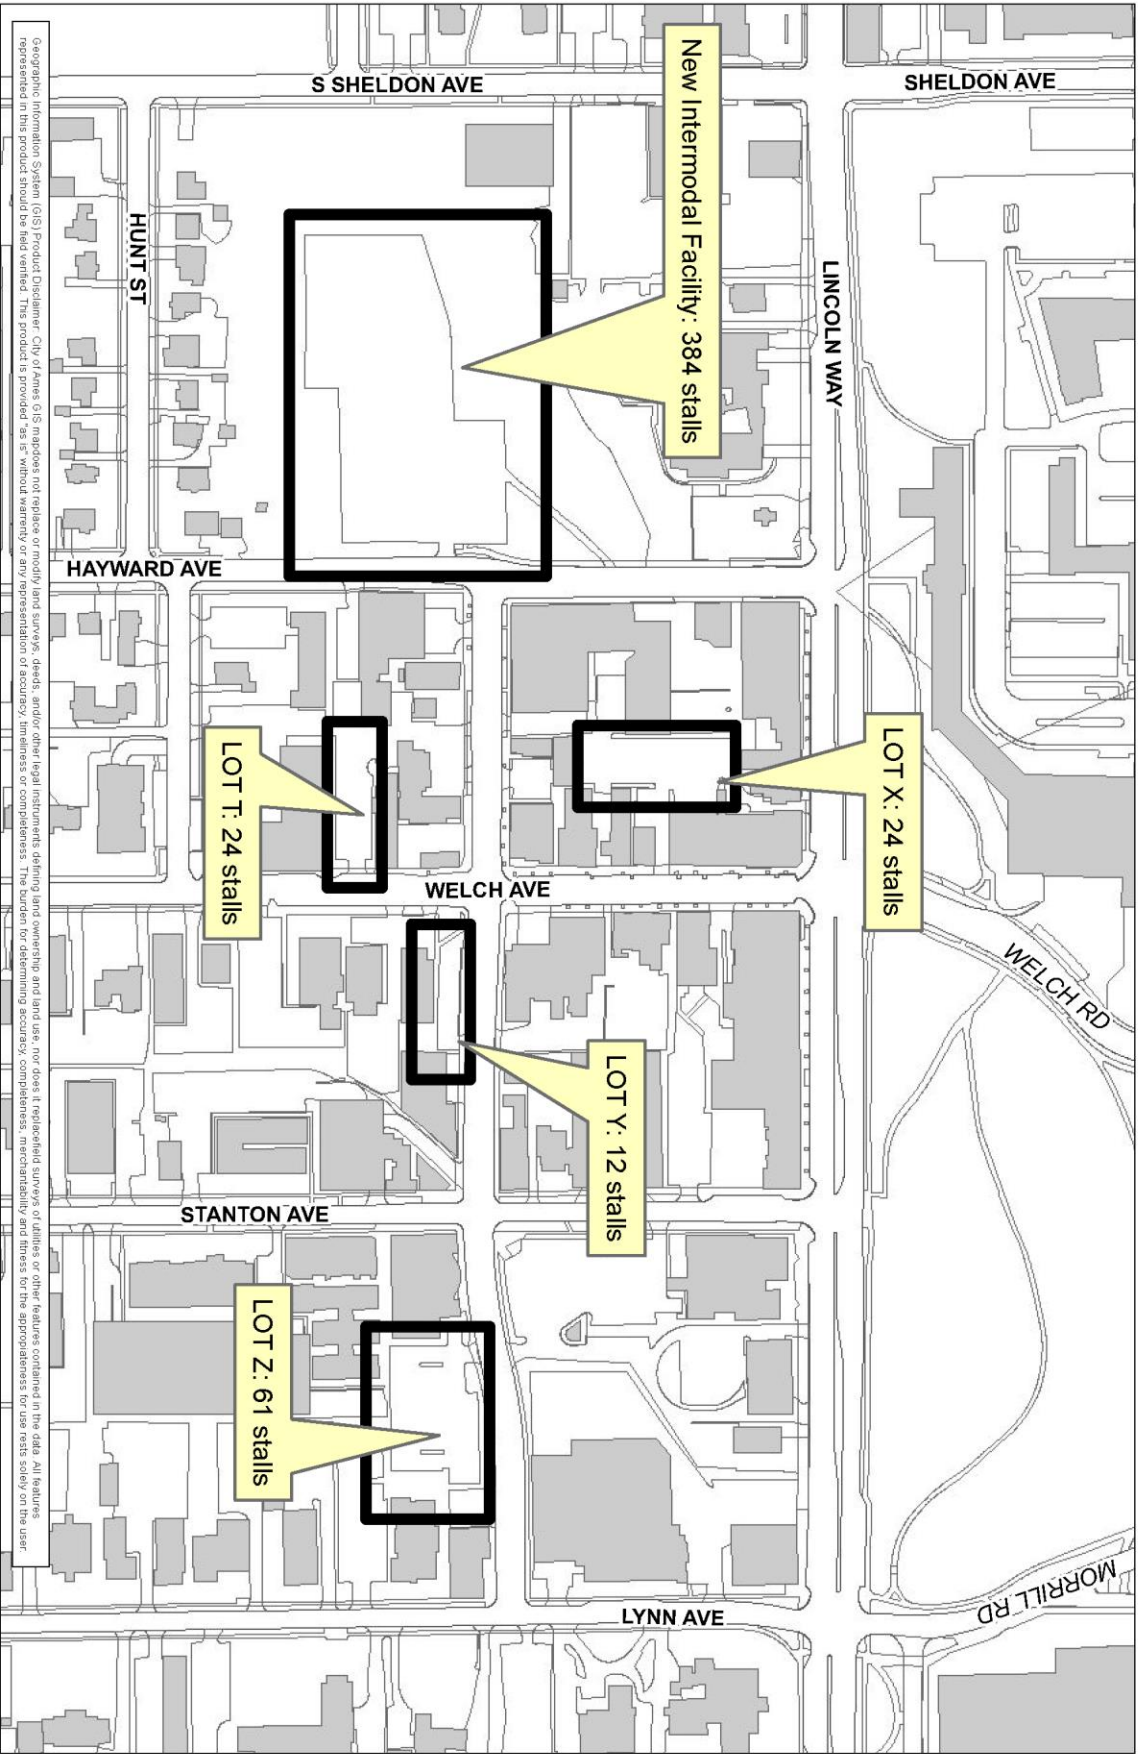 SHELDON AVE
S SHELDON AVE
New Intermodal Facility: 384 stalls
LINCOLN WAY
HUNT ST
HAYWARD AVE
LOT X: 24 stalls
LOT T: 24 stalls
WELCH AVE
WELCH RD
LOT Y: 12 stalls
STANTON AVE
LOT Z: 61 stalls
MORRILL RD
LYNN AVE
Geographic Information System (GIS) Product Disclaimer: City of Ames GIS mapdoes not replace or modify land surveys, deeds, and/or other legal instruments defining land ownership and land use, nor does it replacefield surveys of utilities or other features contained in the data. All features
represented in this product should be field verified. This product is provided "as is" without warrenty or any representation of accuracy, timeliness or completeness. The burden for determining accuracy, completeness, merchantability and fitness for the appropiateness for use rests solely on the user.